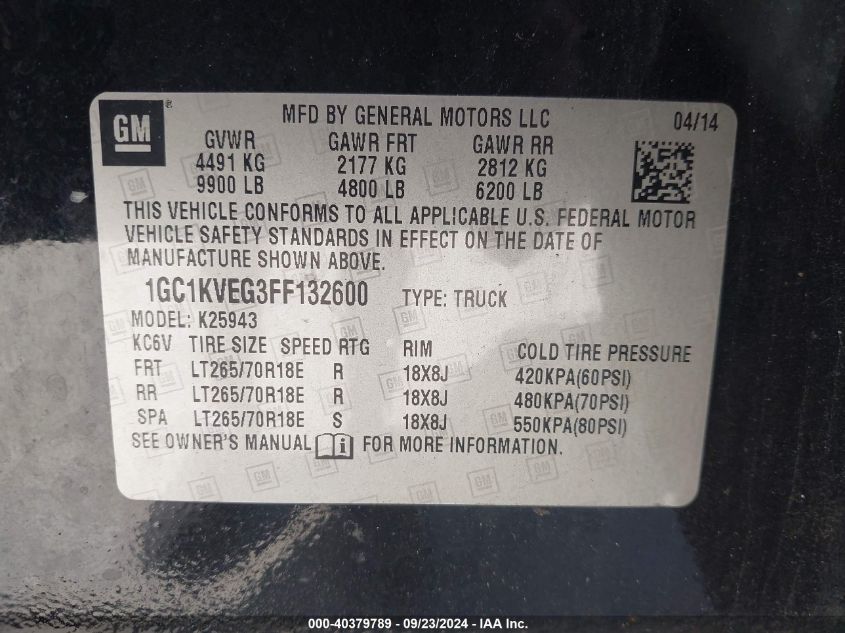 GM ® MFD BY GENERAL MOTORS LLC 04/14
GVWR GAWR FRT GAWR RR
4491 KG 2177 KG 2812 KG
9900 LB 4800 LB 6200 LB
THIS VEHICLE CONFORMS TO ALL APPLICABLE U.S. FEDERAL MOTOR
VEHICLE SAFETY STANDARDS IN EFFECT ON THE DATE OF
MANUFACTURE SHOWN ABOVE.
1GC1KVEG3FF132600 TYPE: TRUCK
MODEL: K25943
KC6V TIRE SIZE SPEED RTG RIM COLD TIRE PRESSURE
FRT LT265/70R18E R 18X8J 420KPA(60PSI)
RR LT265/70R18E R 18X8J 480KPA(70PSI)
SPA LT265/70R18E S 18X8J 550KPA(80PSI)
SEE OWNER'S MANUAL i FOR MORE INFORMATION.
000-40379789 - 09/23/2024 - IAA Inc.